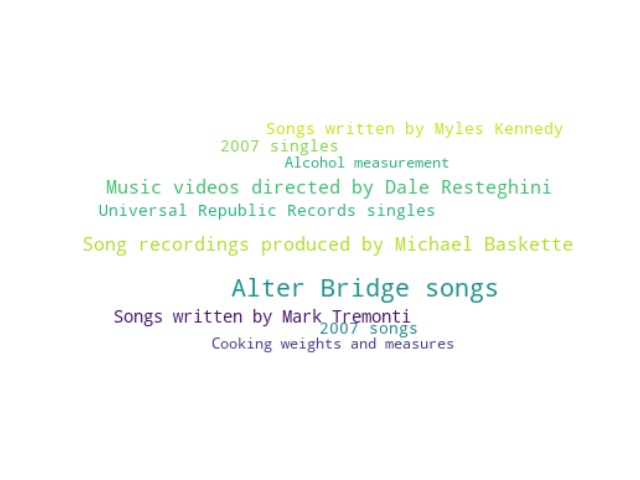 Songs written by Myles Kennedy
2007 singles
Alcohol measurement
Music videos directed by Dale Resteghini
Universal Republic Records singles
Song recordings produced by Michael Baskette
Alter Bridge songs
Songs written by Mark Tremonti
2007 songs
Cooking weights and measures